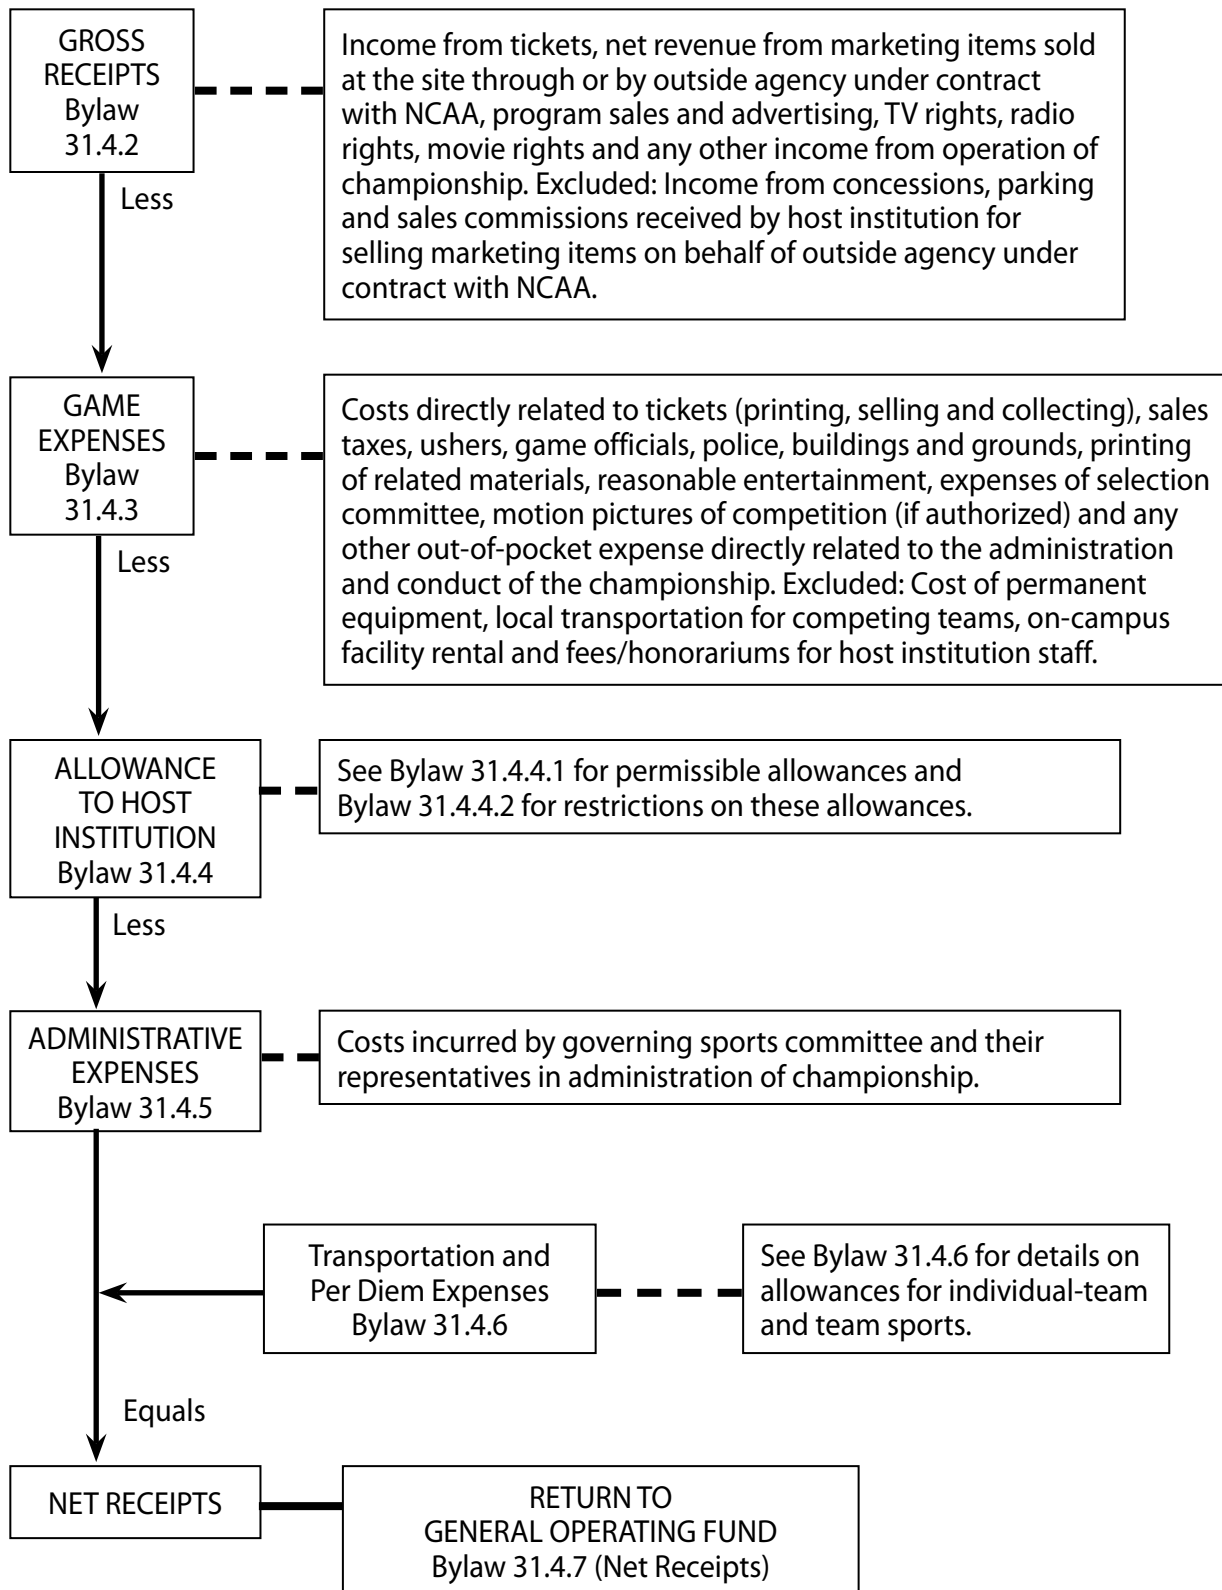 GROSS
RECEIPTS
Bylaw
31.4.2
Income from tickets, net revenue from marketing items sold
at the site through or by outside agency under contract
with NCAA, program sales and advertising, TV rights, radio
rights, movie rights and any other income from operation of
championship. Excluded: Income from concessions, parking
and sales commissions received by host institution for
selling marketing items on behalf of outside agency under
contract with NCAA.
Less
GAME
EXPENSES
Bylaw
31.4.3
Costs directly related to tickets (printing, selling and collecting), sales
taxes, ushers, game officials, police, buildings and grounds, printing
of related materials, reasonable entertainment, expenses of selection
committee, motion pictures of competition (if authorized) and any
other out-of-pocket expense directly related to the administration
and conduct of the championship. Excluded: Cost of permanent
equipment, local transportation for competing teams, on-campus
facility rental and fees/honorariums for host institution staff.
Less
ALLOWANCE
TO HOST
INSTITUTION
Bylaw 31.4.4
See Bylaw 31.4.4.1 for permissible allowances and
Bylaw 31.4.4.2 for restrictions on these allowances.
Less
ADMINISTRATIVE
EXPENSES
Bylaw 31.4.5
Costs incurred by governing sports committee and their
representatives in administration of championship.
Transportation and
Per Diem Expenses
Bylaw 31.4.6
See Bylaw 31.4.6 for details on
allowances for individual-team
and team sports.
Equals
NET RECEIPTS
RETURN TO
GENERAL OPERATING FUND
Bylaw 31.4.7 (Net Receipts)